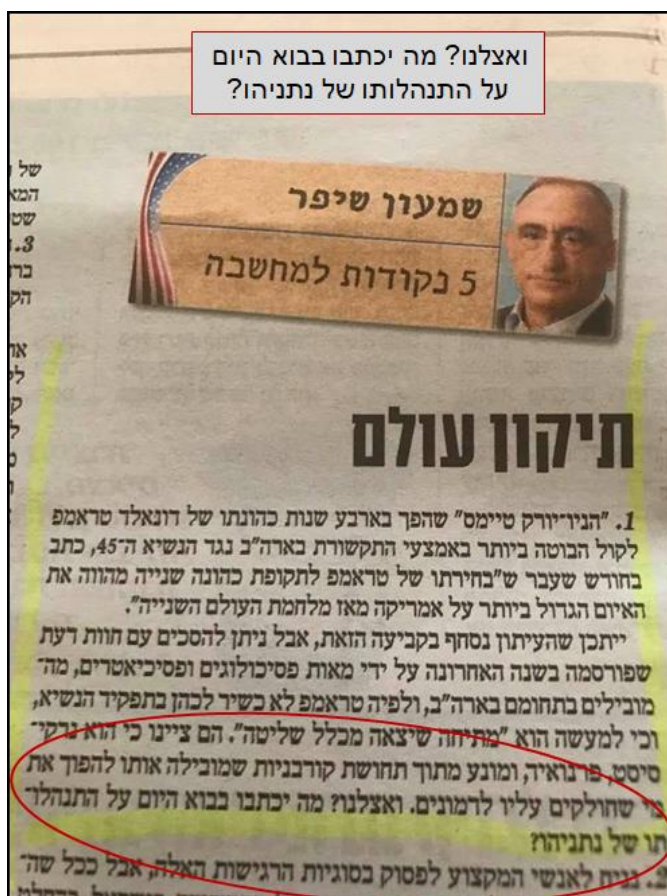 ואצלנו? מה יכתבו בבוא היום
על התנהלותו של נתניהו?
שמעון שיפר
5 נקודות למחשבה
תיקון עולם
1. "הניו־יורק טיימס" שהפך בארבע שנות כהונתו של דונאלד טראמפ
לקול הבוטה ביותר באמצעי התקשורת בארה"ב נגד הנשיא ה־45, כתב
בחודש שעבר ש"בחירתו של טראמפ לתקופת כהונה שנייה מהווה את
האיום הגדול ביותר על אמריקה מאז מלחמת העולם השנייה".
ייתכן שהעיתון נסחף בקביעה הזאת, אבל ניתן להסכים עם חוות דעת
שפורסמה בשנה האחרונה על ידי מאות פסיכולוגים ופסיכיאטרים, מה־
מובילים בתחומם בארה"ב, ולפיה טראמפ לא כשיר לכהן בתפקיד הנשיא,
וכי למעשה הוא "מתיחה שיצאה מכלל שליטה". הם ציינו כי הוא נרקי־
סיסט, פרנואיד, ומונע מתוך תחושת קורבניות שמובילה אותו להפוך את
מי שחולקים עליו לדמונים. ואצלנו? מה יכתבו בבוא היום על התנהלו־
תו של נתניהו?
נניח לאנשי המקצוע לפסוק בסוגיות הרגישות האלה, אבל ככל שה־
של
3.